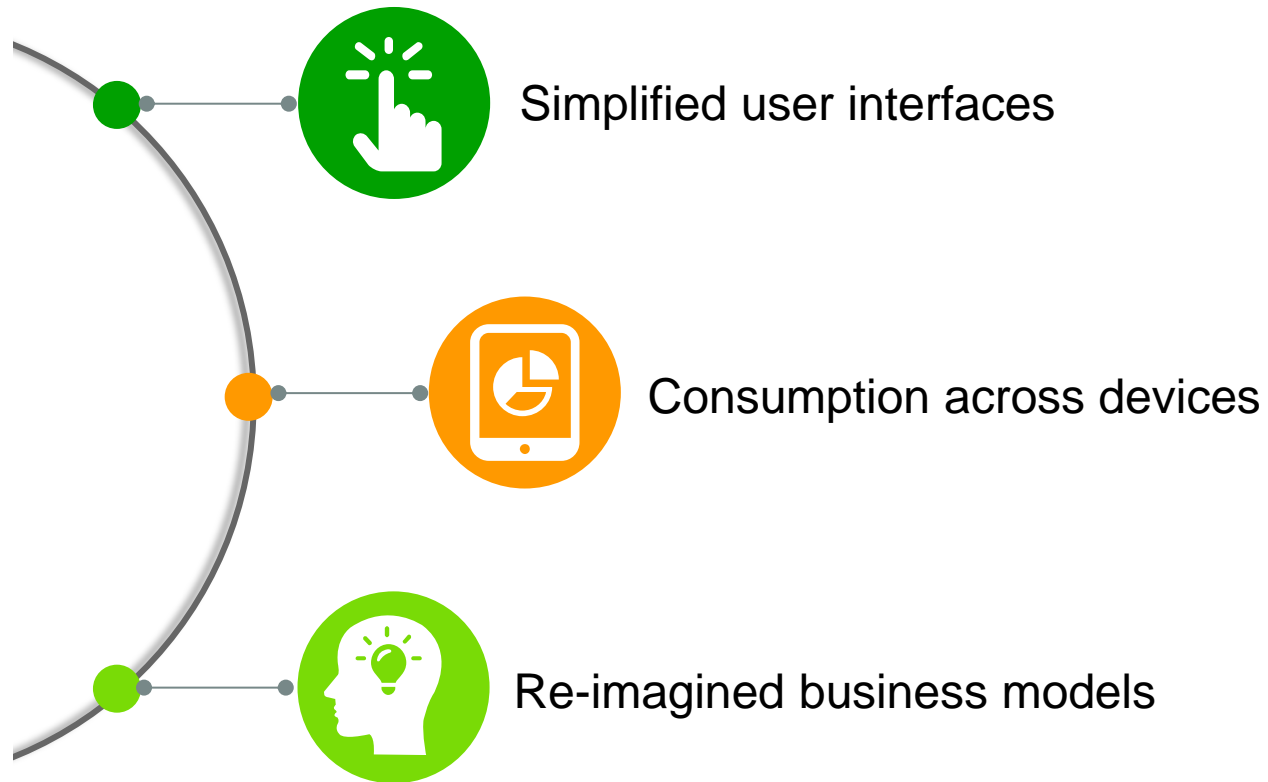 Simplified user interfaces
Consumption across devices
Re-imagined business models